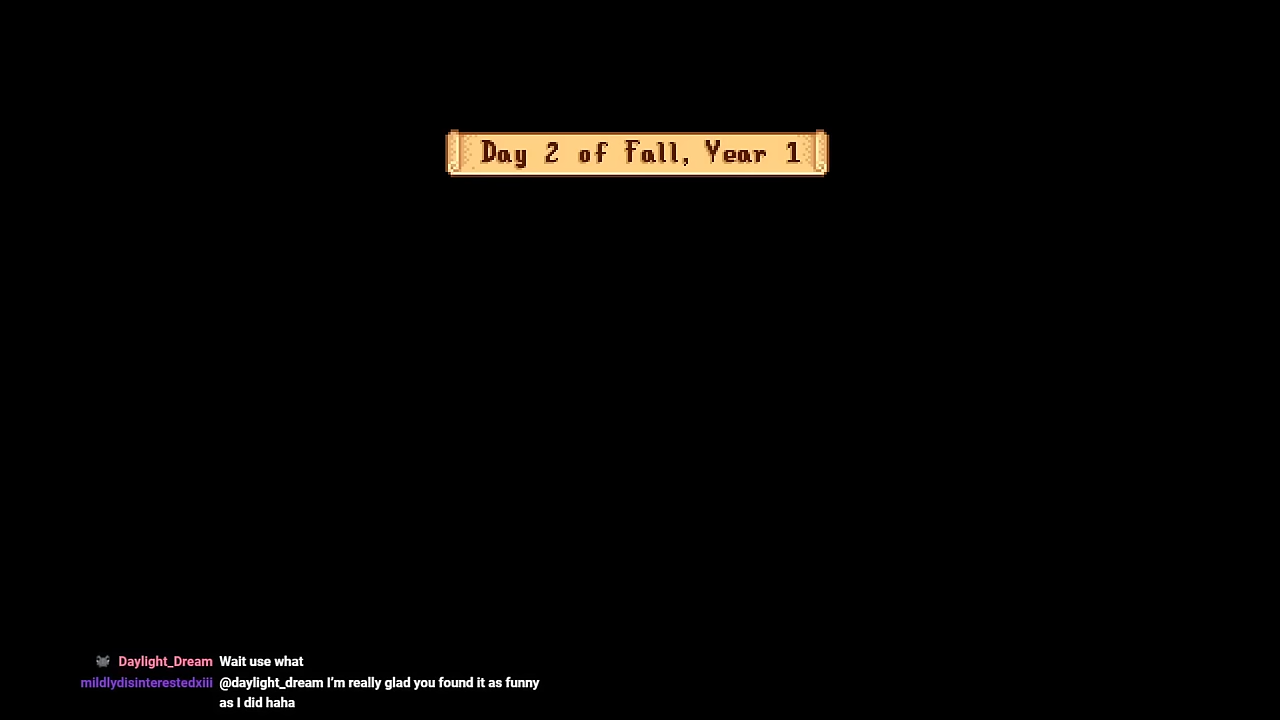 Day 2 of Fall, Year 1
Daylight_Dream Wait use what
mildlydisinterestedxiii @daylight_dream I'm really glad you found it as funny
as I did haha